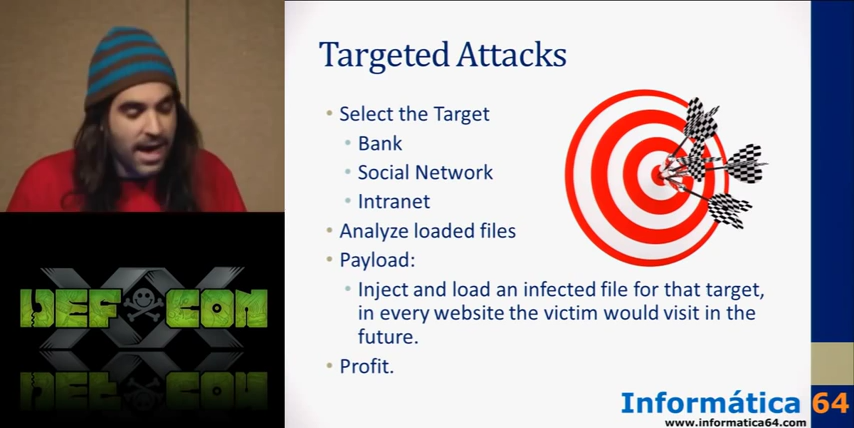 Targeted Attacks
• Select the Target
• Bank
• Social Network
• Intranet
• Analyze loaded files
• Payload:
• Inject and load an infected file for that target,
in every website the victim would visit in the
future.
• Profit.
DEF CON
XX
Informática 64
www.informatica64.com